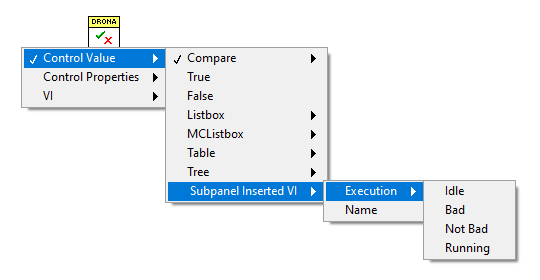 DRONA
Control Value
Control Properties
VI
Compare
True
False
Listbox
MCListbox
Table
Tree
Subpanel Inserted VI
Execution
Name
Idle
Bad
Not Bad
Running